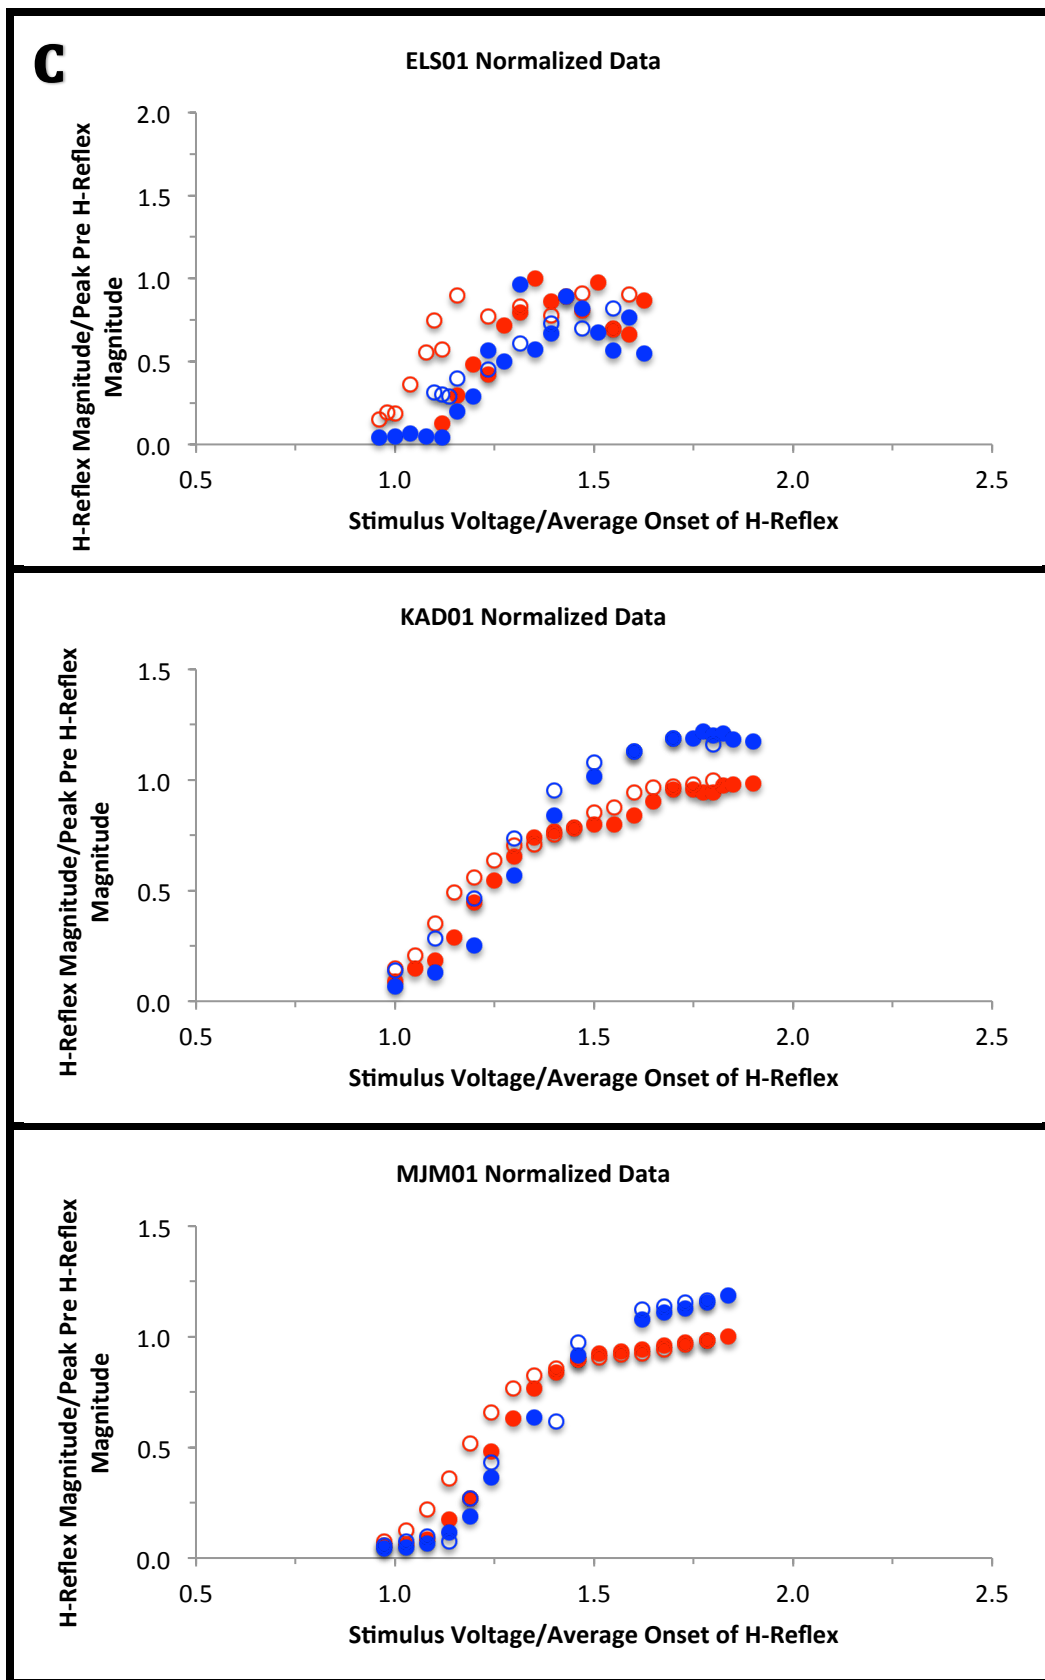 C
ELS01 Normalized Data
H-Reflex Magnitude/Peak Pre H-Reflex
Magnitude
2.0
1.5
1.0
0.5
0.0
0.5 1.0 1.5 2.0 2.5
Stimulus Voltage/Average Onset of H-Reflex
KAD01 Normalized Data
H-Reflex Magnitude/Peak Pre H-Reflex
Magnitude
1.5
1.0
0.5
0.0
0.5 1.0 1.5 2.0 2.5
Stimulus Voltage/Average Onset of H-Reflex
MJM01 Normalized Data
H-Reflex Magnitude/Peak Pre H-Reflex
Magnitude
1.5
1.0
0.5
0.0
0.5 1.0 1.5 2.0 2.5
Stimulus Voltage/Average Onset of H-Reflex